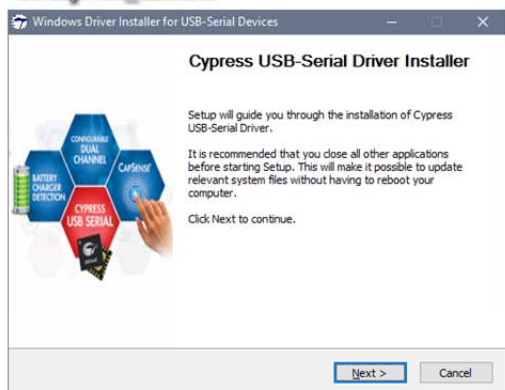 Windows Driver Installer for USB-Serial Devices
Cypress USB-Serial Driver Installer
Setup will guide you through the installation of Cypress
USB-Serial Driver.
It is recommended that you close all other applications
before starting Setup. This will make it possible to update
relevant system files without having to reboot your
computer.
Click Next to continue.
CONFIGURABLE
DUAL
CHANNEL
CAPSENSE
BATTERY
CHARGER
DETECTION
CYPRESS
USB SERIAL
Next >
Cancel